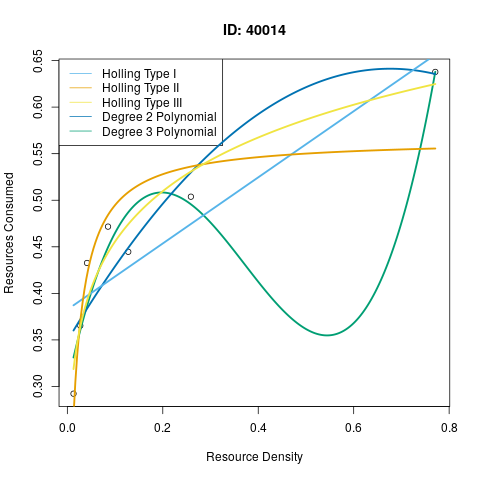 ID: 40014
Holling Type I
Holling Type II
Holling Type III
Degree 2 Polynomial
Degree 3 Polynomial
Resources Consumed
0.65
0.60
0.55
0.50
0.45
0.40
0.35
0.30
0.0 0.2 0.4 0.6 0.8
Resource Density